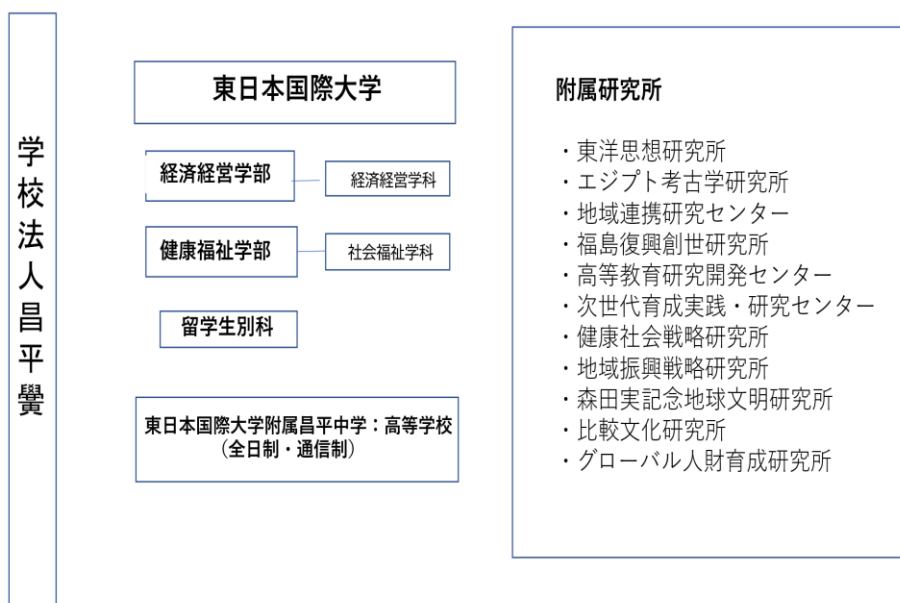 学校法人昌平黌
東日本国際大学
経済経営学部
経済経営学科
健康福祉学部
社会福祉学科
留学生別科
東日本国際大学附属昌平中学：高等学校
（全日制・通信制）
附属研究所
・東洋思想研究所
・エジプト考古学研究所
・地域連携研究センター
・福島復興創世研究所
・高等教育研究開発センター
・次世代育成実践・研究センター
・健康社会戦略研究所
・地域振興戦略研究所
・森田実記念地球文明研究所
・比較文化研究所
・グローバル人財育成研究所